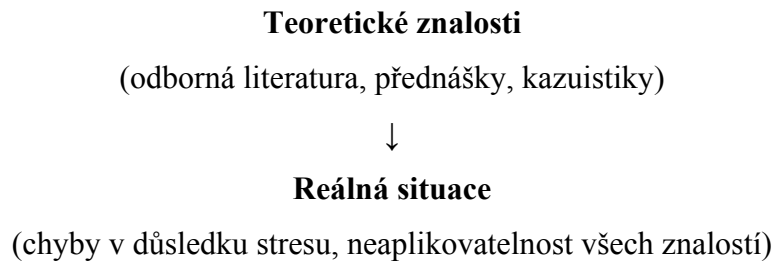 Teoretické znalosti
(odborná literatura, přednášky, kazuistiky)
↓
Reálná situace
(chyby v důsledku stresu, neaplikovatelnost všech znalostí)